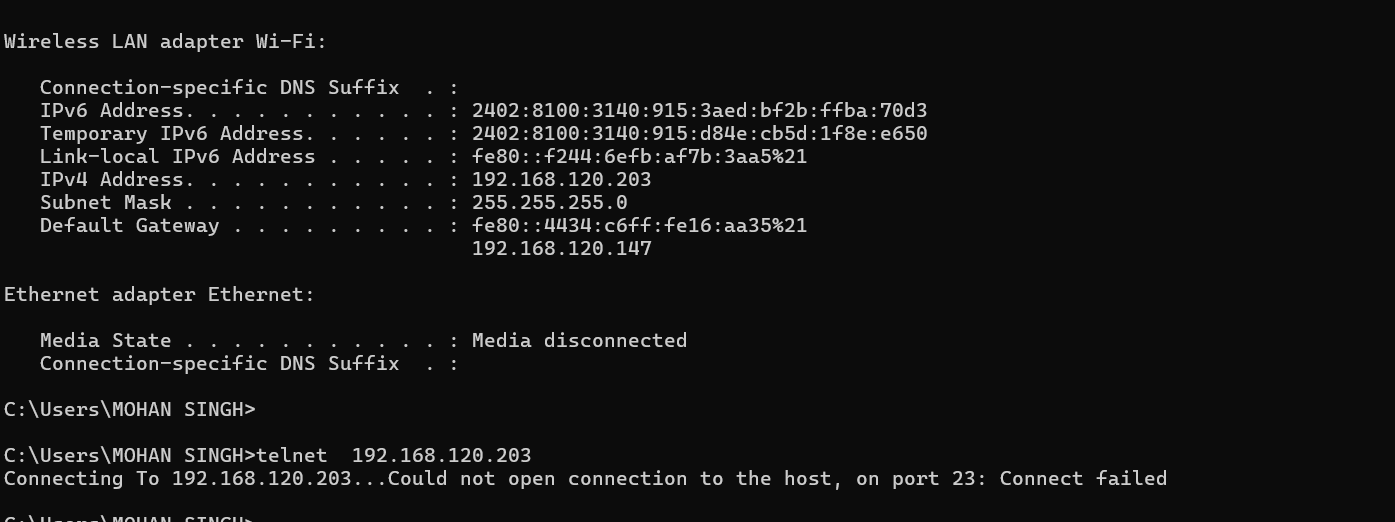 Wireless LAN adapter Wi-Fi:
Connection-specific DNS Suffix  . :
IPv6 Address. . . . . . . . . . . : 2402:8100:3140:915:3aed:bf2b:ffba:70d3
Temporary IPv6 Address. . . . . . : 2402:8100:3140:915:d84e:cb5d:1f8e:e650
Link-local IPv6 Address . . . . . : fe80::f244:6efb:af7b:3aa5%21
IPv4 Address. . . . . . . . . . . : 192.168.120.203
Subnet Mask . . . . . . . . . . . : 255.255.255.0
Default Gateway . . . . . . . . . : fe80::4434:c6ff:fe16:aa35%21
192.168.120.147
Ethernet adapter Ethernet:
Media State . . . . . . . . . . . : Media disconnected
Connection-specific DNS Suffix  . :
C:\Users\MOHAN SINGH>
C:\Users\MOHAN SINGH>telnet  192.168.120.203
Connecting To 192.168.120.203...Could not open connection to the host, on port 23: Connect failed
C:\Users\MOHAN SINGH>